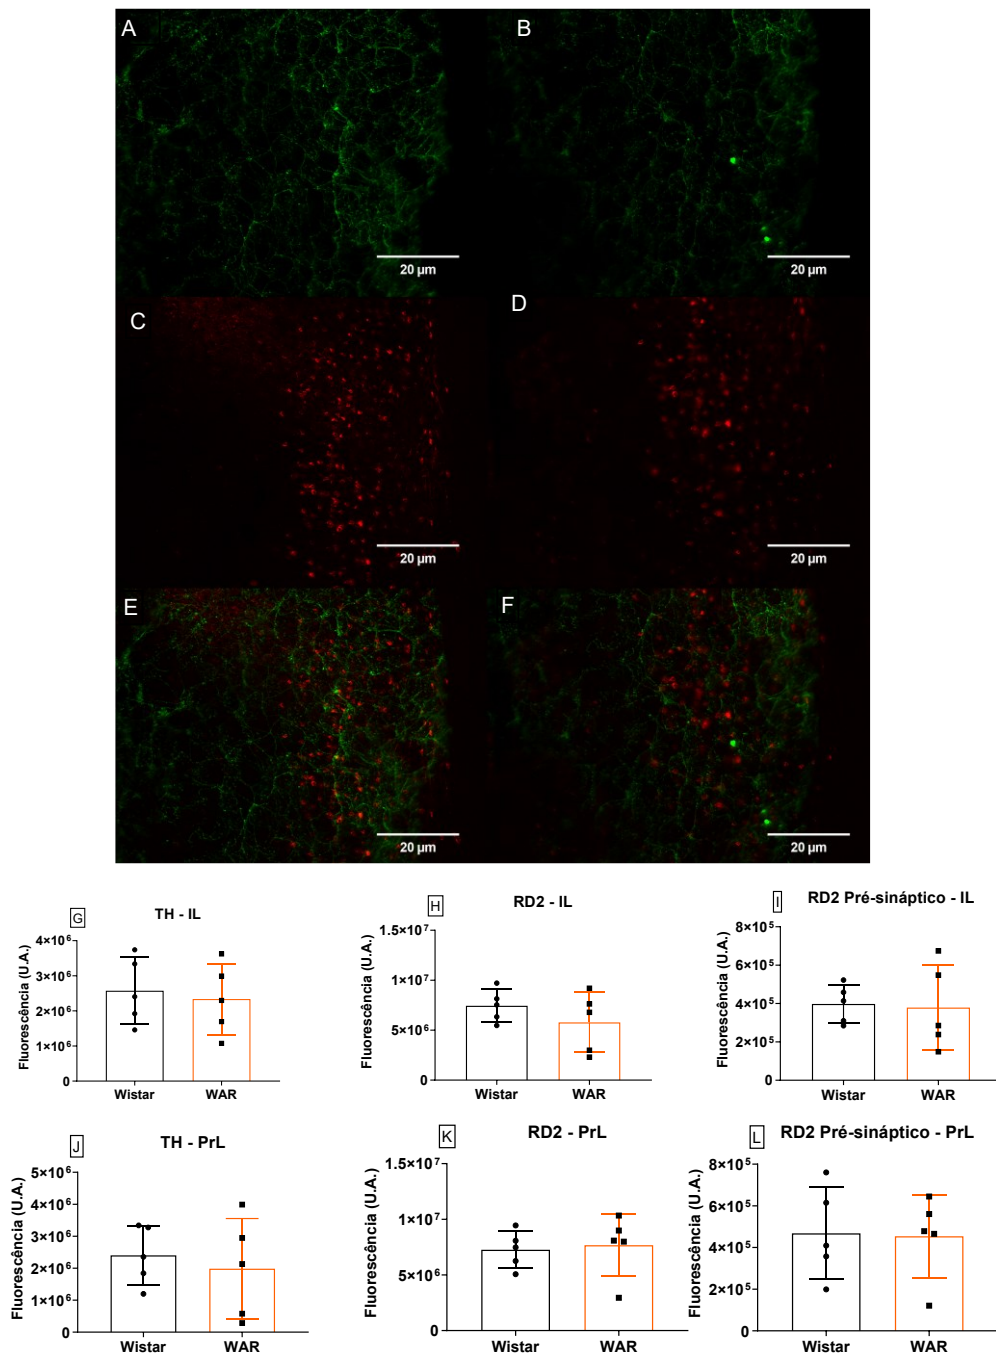 A
B
20 µm
20 µm
C
D
20 µm
20 µm
E
F
20 µm
20 µm
G
TH - IL
Fluorescência (U.A.)
4×10⁶
3×10⁶
2×10⁶
1×10⁶
0
Wistar
WAR
H
RD2 - IL
Fluorescência (U.A.)
1.5×10⁷
1×10⁷
5×10⁶
0
Wistar
WAR
I
RD2 Pré-sináptico - IL
Fluorescência (U.A.)
8×10⁵
6×10⁵
4×10⁵
2×10⁵
0
Wistar
WAR
J
TH - PrL
Fluorescência (U.A.)
5×10⁶
4×10⁶
3×10⁶
2×10⁶
1×10⁶
0
Wistar
WAR
K
RD2 - PrL
Fluorescência (U.A.)
1.5×10⁷
1×10⁷
5×10⁶
0
Wistar
WAR
L
RD2 Pré-sináptico - PrL
Fluorescência (U.A.)
8×10⁵
6×10⁵
4×10⁵
2×10⁵
0
Wistar
WAR